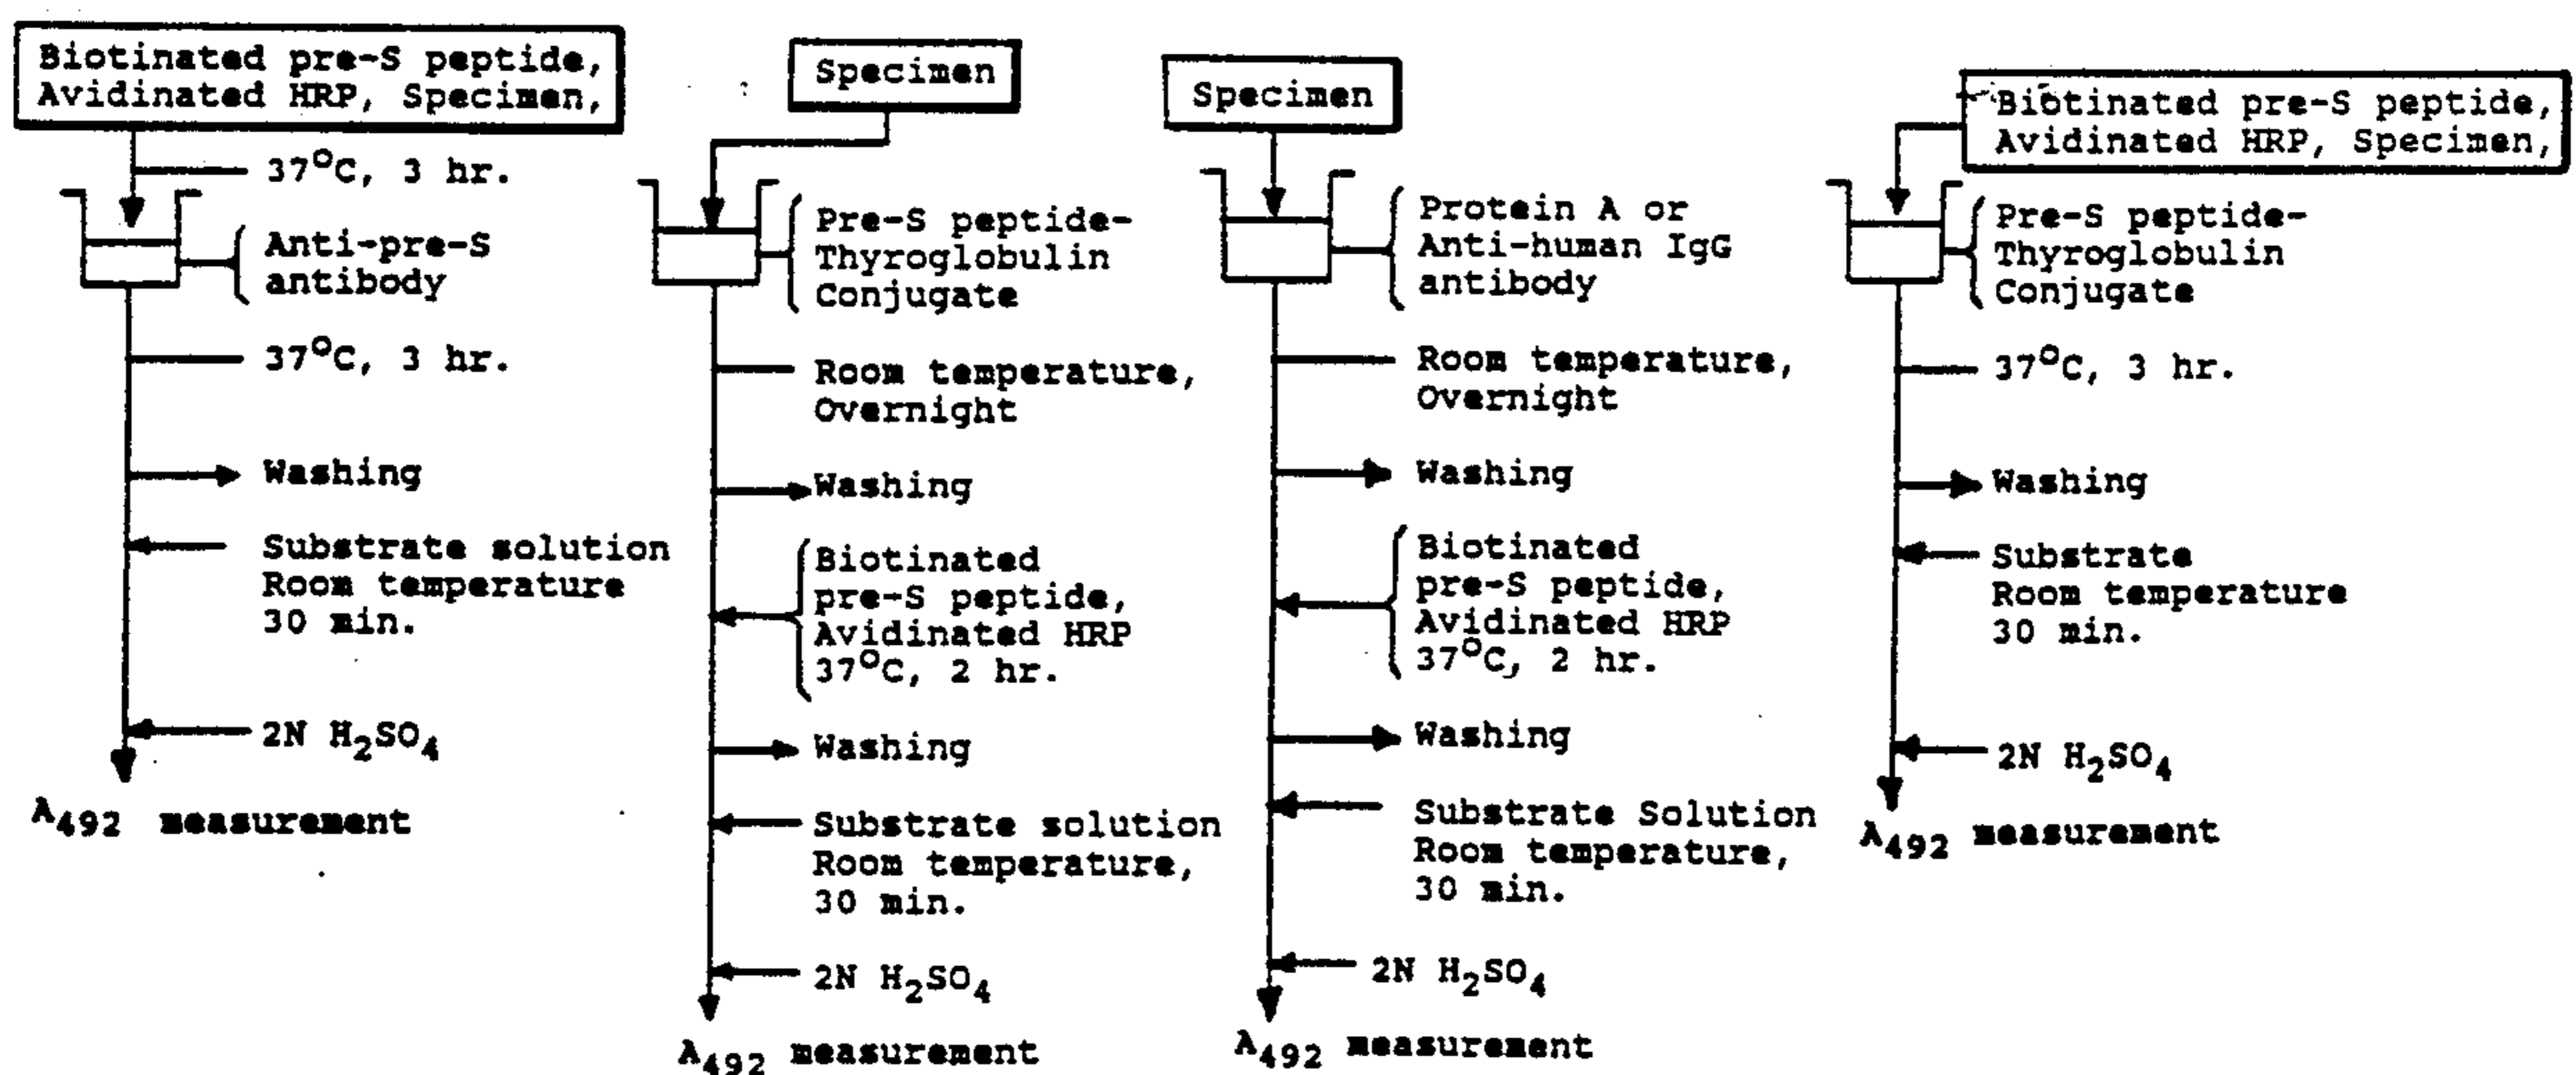 Biotinated pre-S peptide,
Avidinated HRP, Specimen,
37°C, 3 hr.
Anti-pre-S
antibody
37°C, 3 hr.
Washing
Substrate solution
Room temperature
30 min.
2N H₂SO₄
λ₄₉₂ measurement
Specimen
Pre-S peptide-
Thyroglobulin
Conjugate
Room temperature,
Overnight
Washing
Biotinated
pre-S peptide,
Avidinated HRP
37°C, 2 hr.
Washing
Substrate solution
Room temperature,
30 min.
2N H₂SO₄
λ₄₉₂ measurement
Specimen
Protein A or
Anti-human IgG
antibody
Room temperature,
Overnight
Washing
Biotinated
pre-S peptide,
Avidinated HRP
37°C, 2 hr.
Washing
Substrate Solution
Room temperature,
30 min.
2N H₂SO₄
λ₄₉₂ measurement
Biotinated pre-S peptide,
Avidinated HRP, Specimen,
Pre-S peptide-
Thyroglobulin
Conjugate
37°C, 3 hr.
Washing
Substrate
Room temperature
30 min.
2N H₂SO₄
λ₄₉₂ measurement